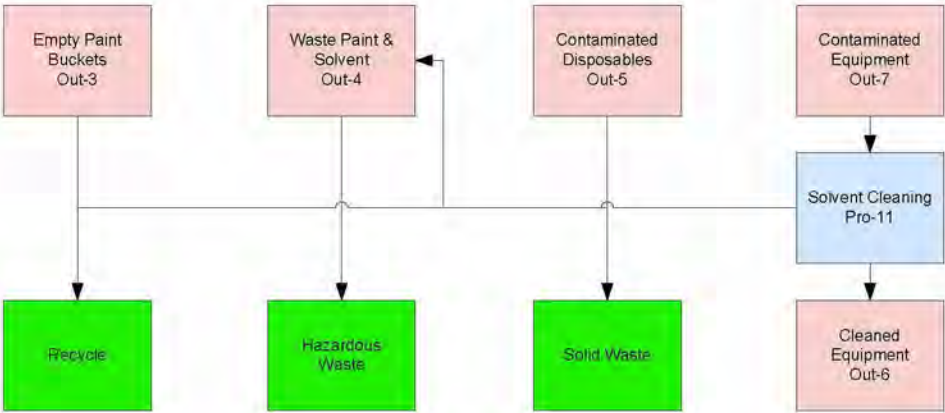 Empty Paint
Buckets
Out-3
Waste Paint &
Solvent
Out-4
Contaminated
Disposables
Out-5
Contaminated
Equipment
Out-7
Solvent Cleaning
Pro-11
Recycle
Hazardous
Waste
Solid Waste
Cleaned
Equipment
Out-6